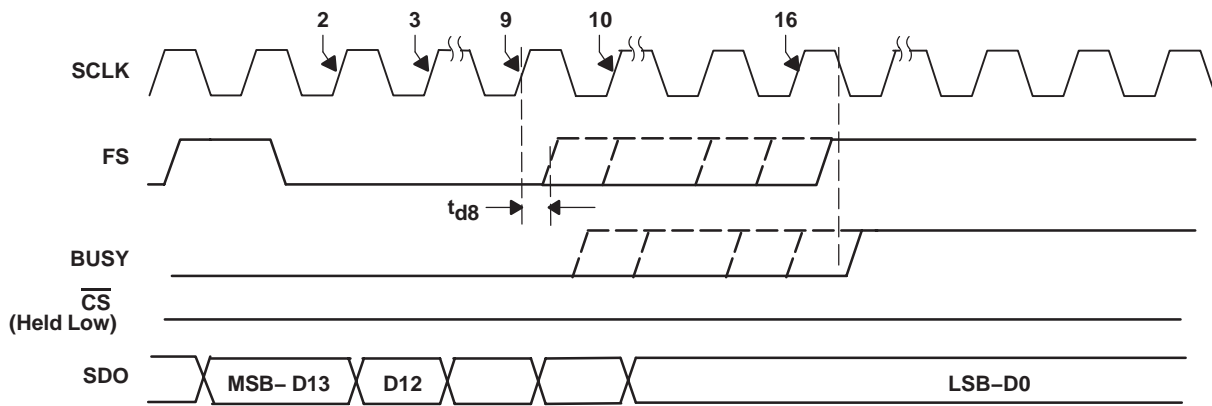 2 3 9 10 16
SCLK
FS
td8
BUSY
CS
(Held Low)
SDO MSB– D13 D12 LSB–D0